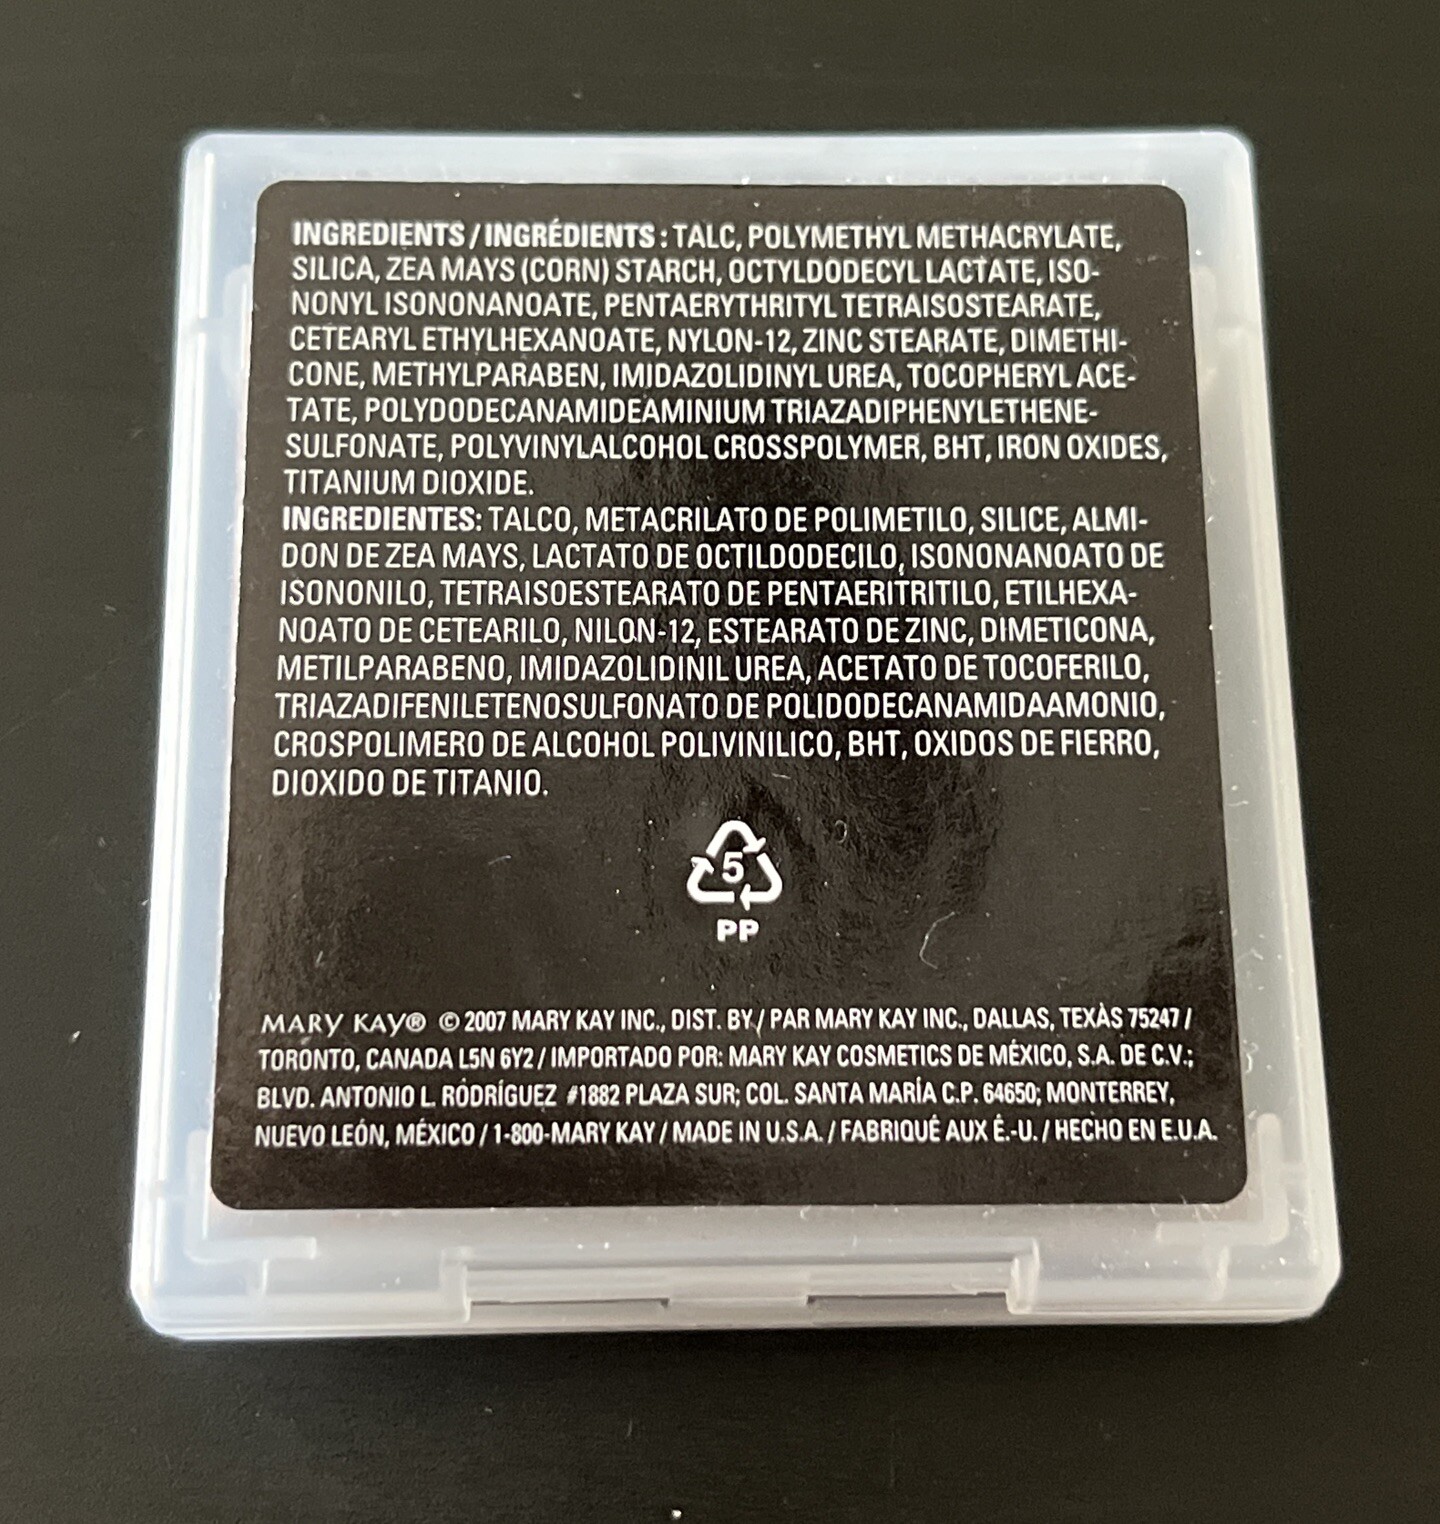 INGREDIENTS / INGRÉDIENTS : TALC, POLYMETHYL METHACRYLATE,
SILICA, ZEA MAYS (CORN) STARCH, OCTYLDODECYL LACTATE, ISO-
NONYL ISONONANOATE, PENTAERYTHRITYL TETRAISOSTEARATE,
CETEARYL ETHYLHEXANOATE, NYLON-12, ZINC STEARATE, DIMETHI-
CONE, METHYLPARABEN, IMIDAZOLIDINYL UREA, TOCOPHERYL ACE-
TATE, POLYDODECANAMIDEAMINIUM TRIAZADIPHENYLETHENE-
SULFONATE, POLYVINYLALCOHOL CROSSPOLYMER, BHT, IRON OXIDES,
TITANIUM DIOXIDE.
INGREDIENTES: TALCO, METACRILATO DE POLIMETILO, SILICE, ALMI-
DON DE ZEA MAYS, LACTATO DE OCTILDODECILO, ISONONANOATO DE
ISONONILO, TETRAISOESTEARATO DE PENTAERITRITILO, ETILHEXA-
NOATO DE CETEARILO, NILON-12, ESTEARATO DE ZINC, DIMETICONA,
METILPARABENO, IMIDAZOLIDINIL UREA, ACETATO DE TOCOFERILO,
TRIAZADIFENILETENOSULFONATO DE POLIDODECANAMIDAAMONIO,
CROSPOLIMERO DE ALCOHOL POLIVINILICO, BHT, OXIDOS DE FIERRO,
DIOXIDO DE TITANIO.
5
PP
MARY KAY® © 2007 MARY KAY INC., DIST. BY / PAR MARY KAY INC., DALLAS, TEXAS 75247 /
TORONTO, CANADA L5N 6Y2 / IMPORTADO POR: MARY KAY COSMETICS DE MÉXICO, S.A. DE C.V.;
BLVD. ANTONIO L. RODRÍGUEZ #1882 PLAZA SUR; COL. SANTA MARÍA C.P. 64650; MONTERREY,
NUEVO LEÓN, MÉXICO / 1-800-MARY KAY / MADE IN U.S.A. / FABRIQUÉ AUX É.-U. / HECHO EN E.U.A.